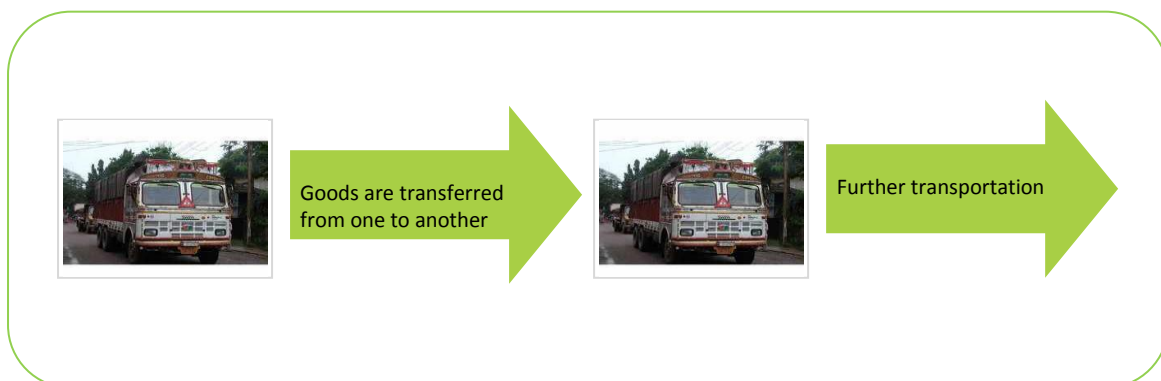 Goods are transferred
from one to another
Further transportation